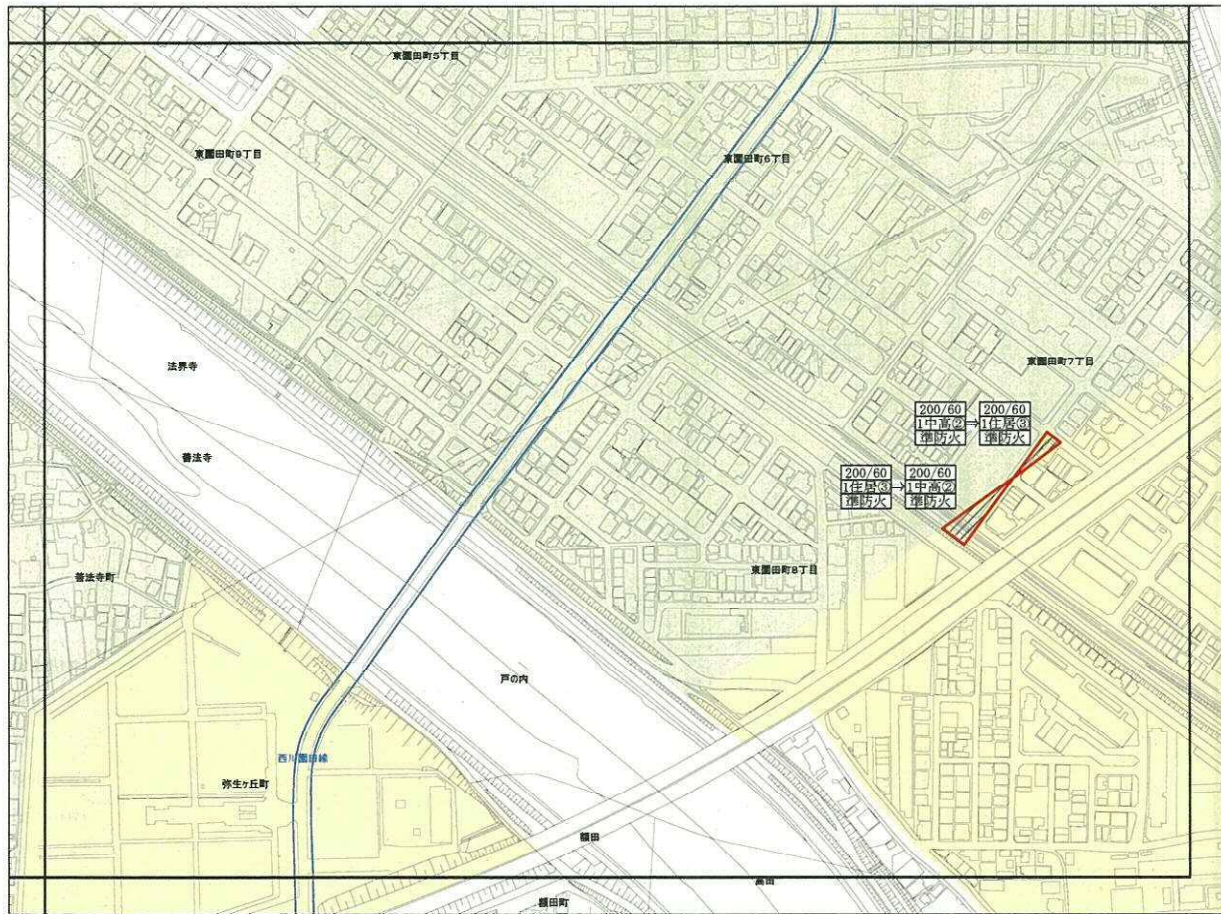 東園田町5丁目
東園田町9丁目
東園田町6丁目
法界寺
東園田町7丁目
200/60
1中高②
準防火
⇒
200/60
1住居③
準防火
善法寺
200/60
1住居③
準防火
→
200/60
1中高②
準防火
善法寺町
東園田町8丁目
戸の内
西川園田線
弥生ヶ丘町
額田
高田
額田町